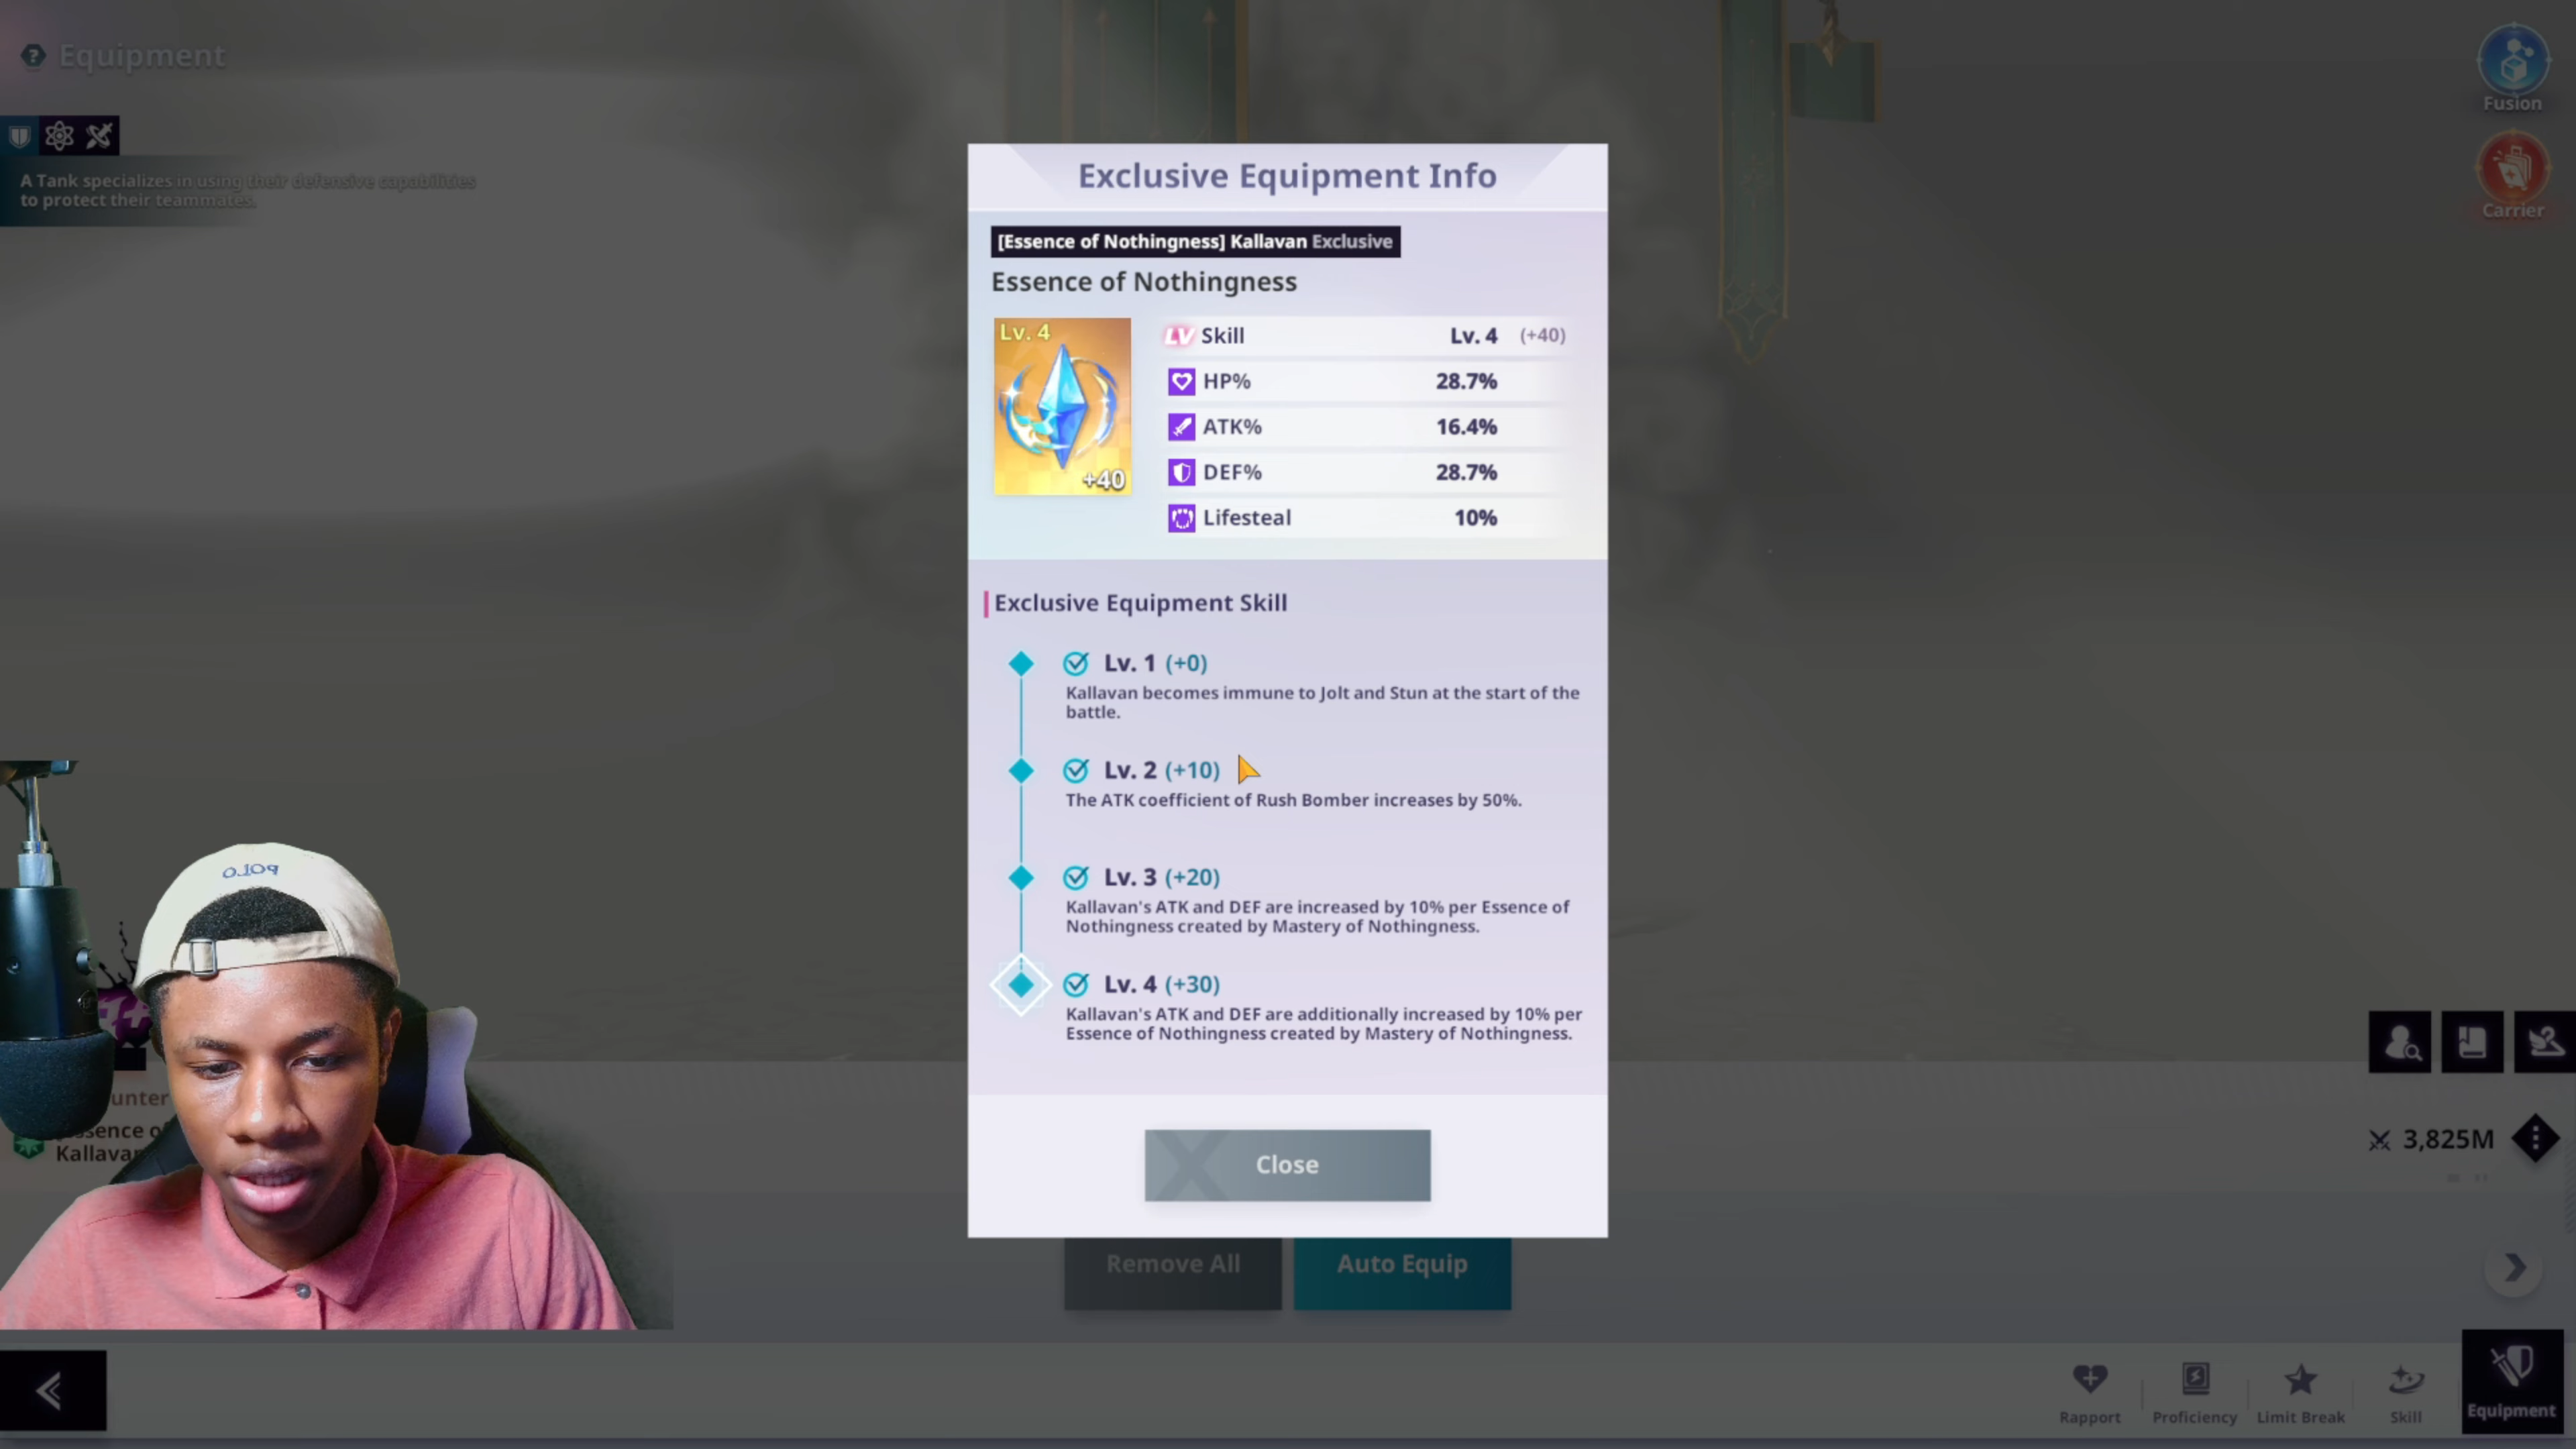 Equipment
A Tank specializes in using their defensive capabilities
to protect their teammates.
Fusion
Carrier
Exclusive Equipment Info
[Essence of Nothingness] Kallavan Exclusive
Essence of Nothingness
Lv. 4
+40
LV Skill Lv. 4 (+40)
HP% 28.7%
ATK% 16.4%
DEF% 28.7%
Lifesteal 10%
Exclusive Equipment Skill
Lv. 1 (+0)
Kallavan becomes immune to Jolt and Stun at the start of the
battle.
Lv. 2 (+10)
The ATK coefficient of Rush Bomber increases by 50%.
Lv. 3 (+20)
Kallavan's ATK and DEF are increased by 10% per Essence of
Nothingness created by Mastery of Nothingness.
Lv. 4 (+30)
Kallavan's ATK and DEF are additionally increased by 10% per
Essence of Nothingness created by Mastery of Nothingness.
Close
POLO
Kallavan
3,825M
Remove All
Auto Equip
Rapport
Proficiency
Limit Break
Skill
Equipment